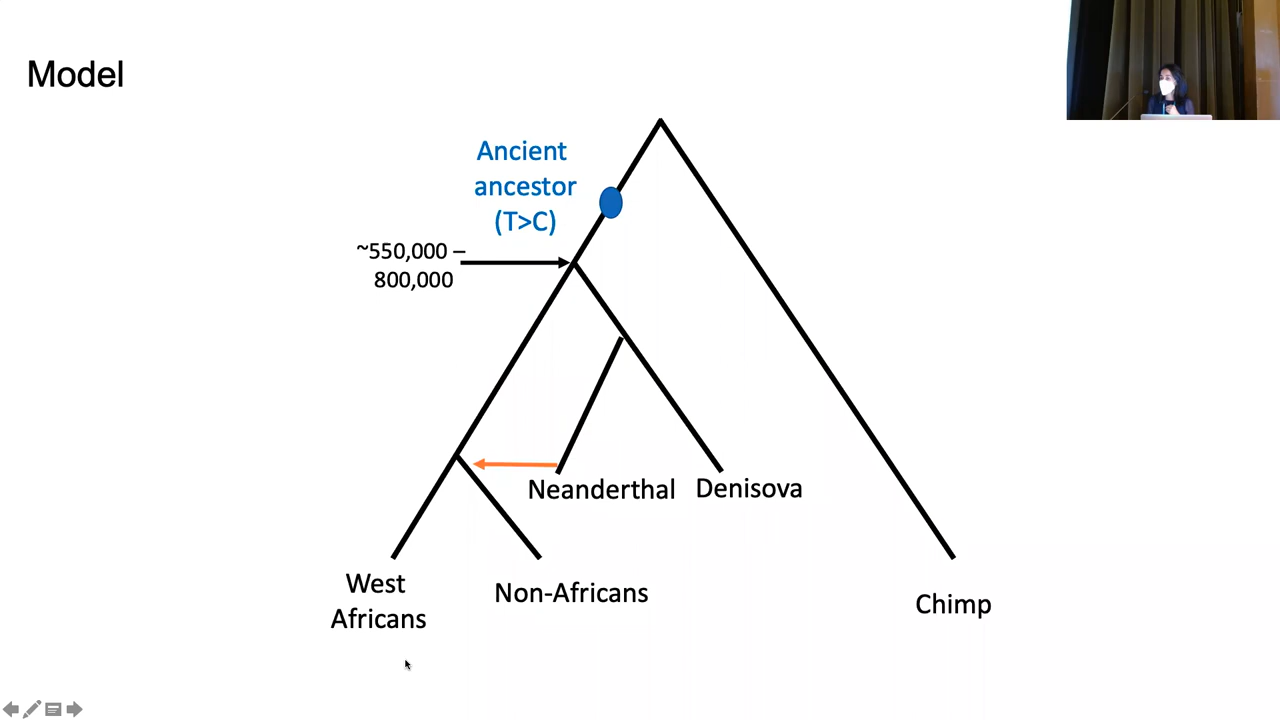 Model
Ancient
ancestor
(T>C)
~550,000 –
800,000
Neanderthal
Denisova
West
Africans
Non-Africans
Chimp